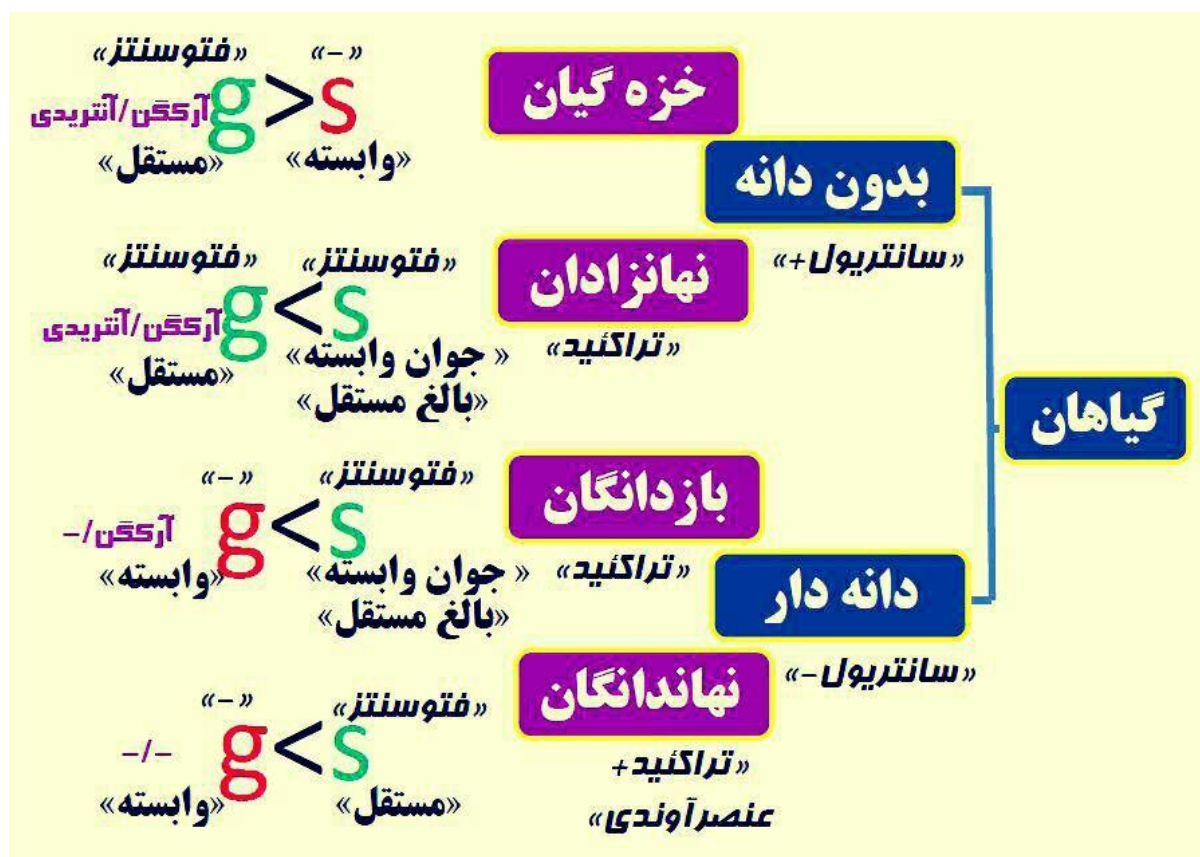 گیاهان
بدون دانه
«سانتریول+»
خزه گیان
«-» «فتوسنتز»
g>s
آرکگن/آنتریدی
«وابسته» «مستقل»
نهانزادان
«تراکئید»
«فتوسنتز» «فتوسنتز»
g<s
آرکگن/آنتریدی
«جوان وابسته»
«بالغ مستقل»
«مستقل»
دانه دار
«سانتریول-»
بازدانگان
«تراکئید»
«فتوسنتز» «-»
g<s
آرکگن/-
«جوان وابسته»
«بالغ مستقل»
«وابسته»
نهاندانگان
«تراکئید+
عنصرآوندی»
«فتوسنتز» «-»
g<s
-/-
«مستقل» «وابسته»